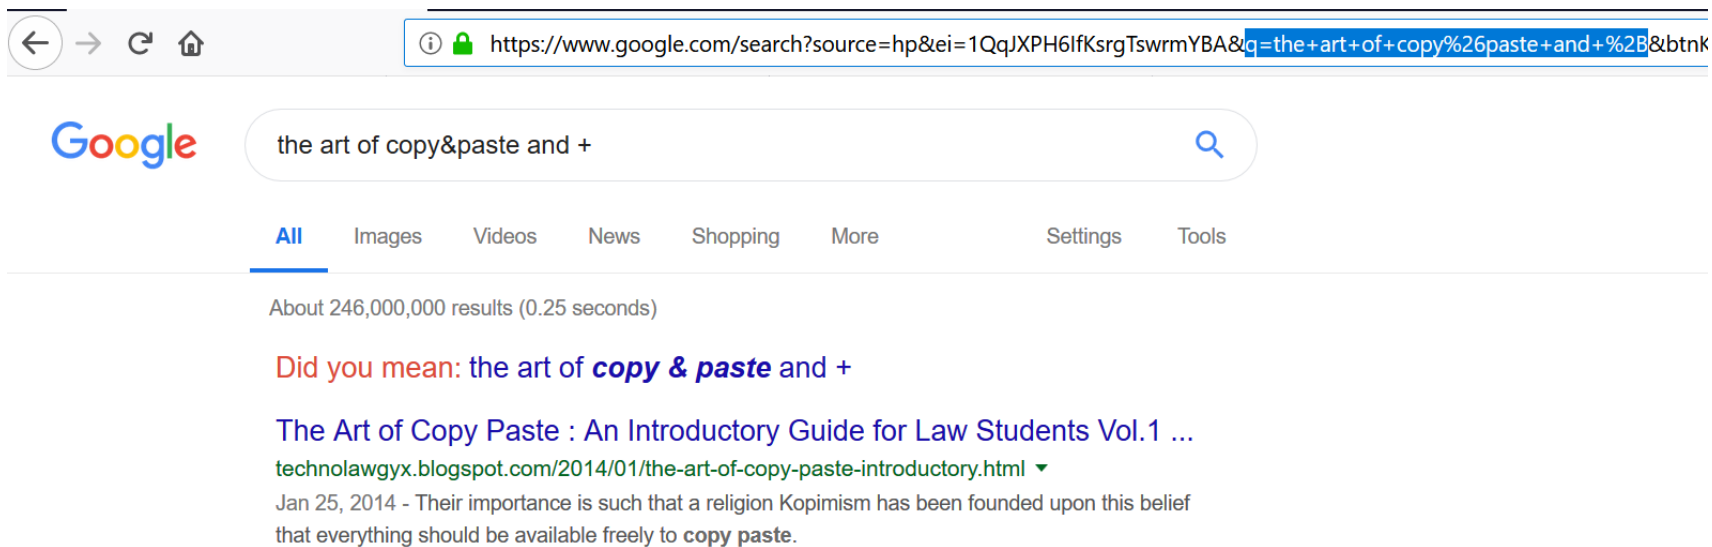 https://www.google.com/search?source=hp&ei=1QqJXPH6IfKsrgTswrmYBA&q=the+art+of+copy%26paste+and+%2B&btnK
Google
the art of copy&paste and +
All Images Videos News Shopping More Settings Tools
About 246,000,000 results (0.25 seconds)
Did you mean: the art of copy & paste and +
The Art of Copy Paste : An Introductory Guide for Law Students Vol.1 ...
technolawgyx.blogspot.com/2014/01/the-art-of-copy-paste-introductory.html
Jan 25, 2014 - Their importance is such that a religion Kopimism has been founded upon this belief
that everything should be available freely to copy paste.